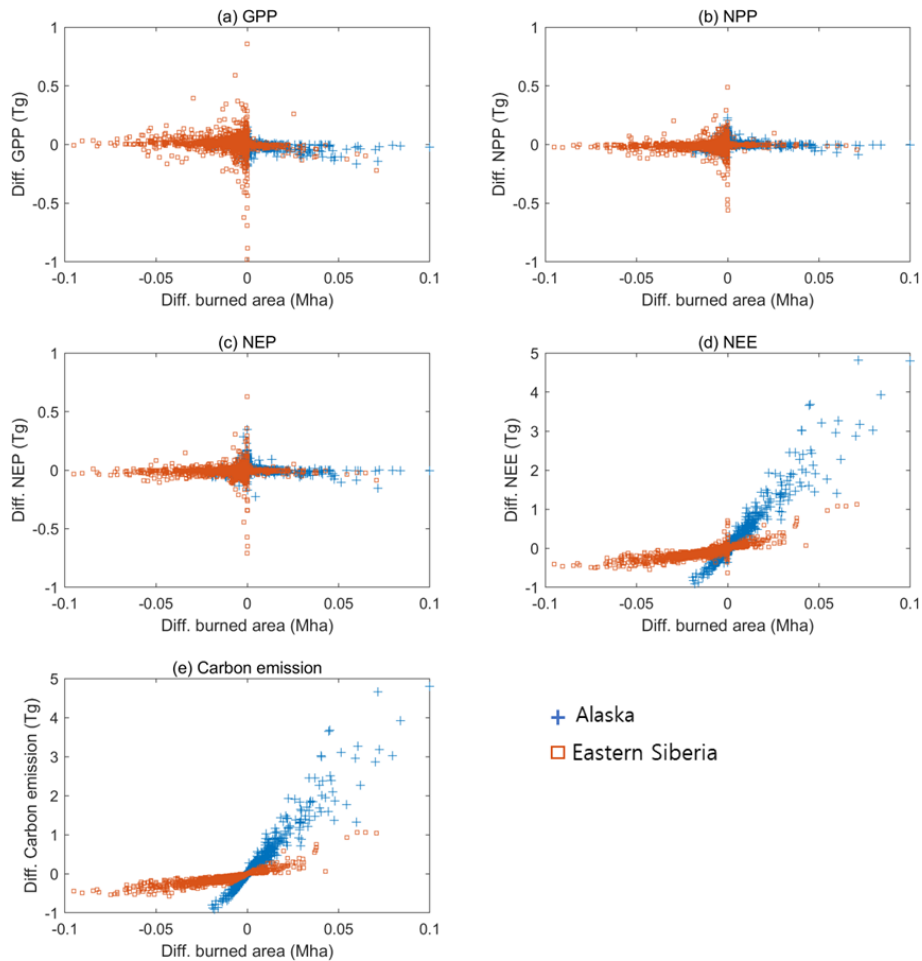 (a) GPP
1
0.5
0
-0.5
-1
Diff. GPP (Tg)
-0.1 -0.05 0 0.05 0.1
Diff. burned area (Mha)
(b) NPP
1
0.5
0
-0.5
-1
Diff. NPP (Tg)
-0.1 -0.05 0 0.05 0.1
Diff. burned area (Mha)
(c) NEP
1
0.5
0
-0.5
-1
Diff. NEP (Tg)
-0.1 -0.05 0 0.05 0.1
Diff. burned area (Mha)
(d) NEE
5
4
3
2
1
0
-1
Diff. NEE (Tg)
-0.1 -0.05 0 0.05 0.1
Diff. burned area (Mha)
(e) Carbon emission
5
4
3
2
1
0
-1
Diff. Carbon emission (Tg)
-0.1 -0.05 0 0.05 0.1
Diff. burned area (Mha)
Alaska
Eastern Siberia